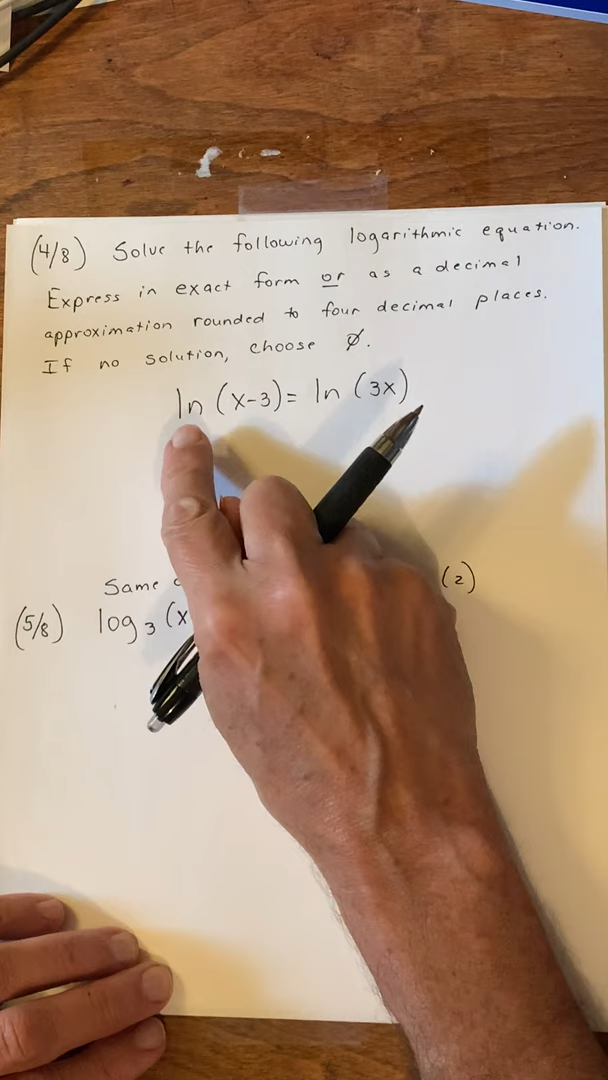 (4/8) Solve the following logarithmic equation.
Express in exact form or as a decimal
approximation rounded to four decimal places.
If no solution, choose ∅.
ln (x-3) = ln (3x)
Same
(5/8) log₃ (x (2)